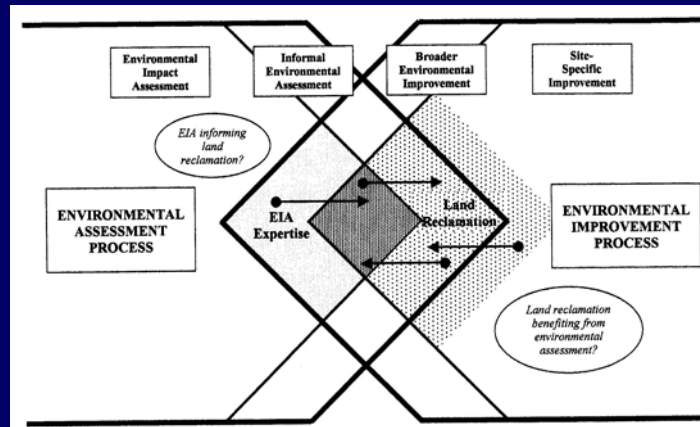 Environmental
Impact
Assessment
Informal
Environmental
Assessment
Broader
Environmental
Improvement
Site-
Specific
Improvement
EIA informing
land
reclamation?
ENVIRONMENTAL
ASSESSMENT
PROCESS
EIA
Expertise
Land
Reclamation
ENVIRONMENTAL
IMPROVEMENT
PROCESS
Land reclamation
benefiting from
environmental
assessment?